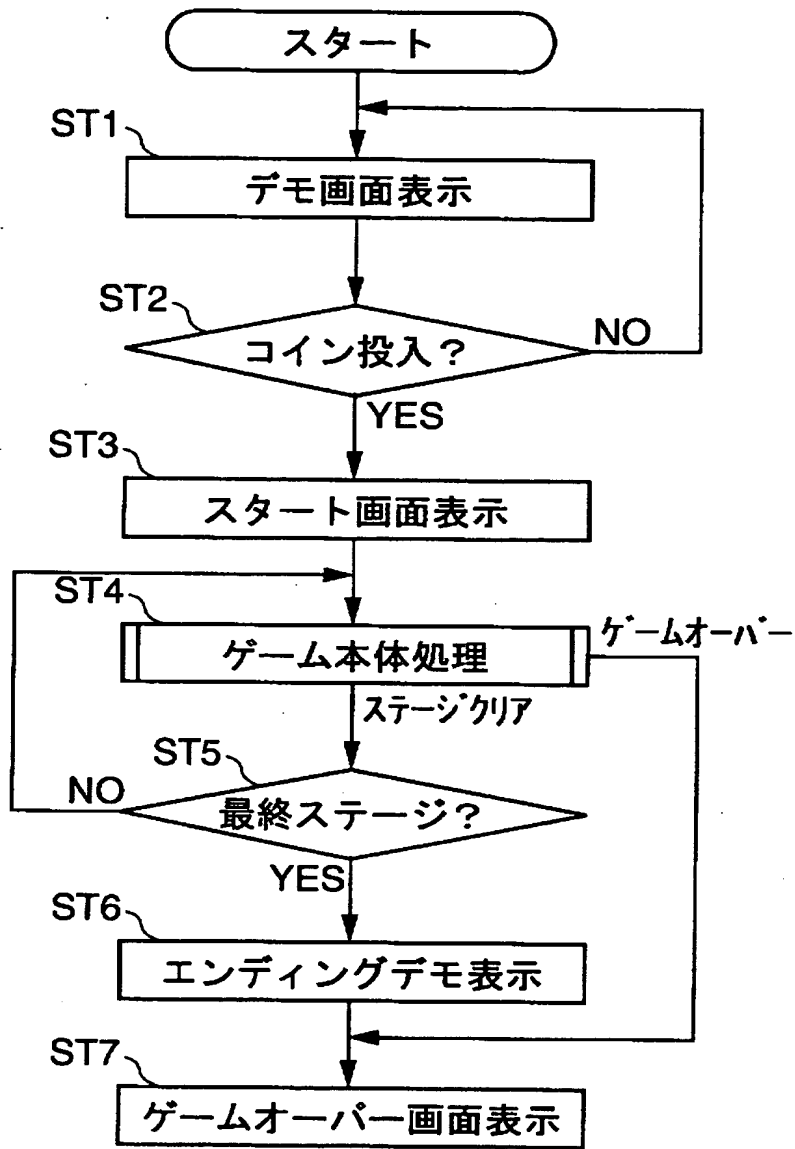 スタート
ST1
デモ画面表示
ST2
コイン投入？
NO
YES
ST3
スタート画面表示
ST4
ゲーム本体処理
ゲームオーバー
ステージクリア
ST5
NO
最終ステージ？
YES
ST6
エンディングデモ表示
ST7
ゲームオーバー画面表示